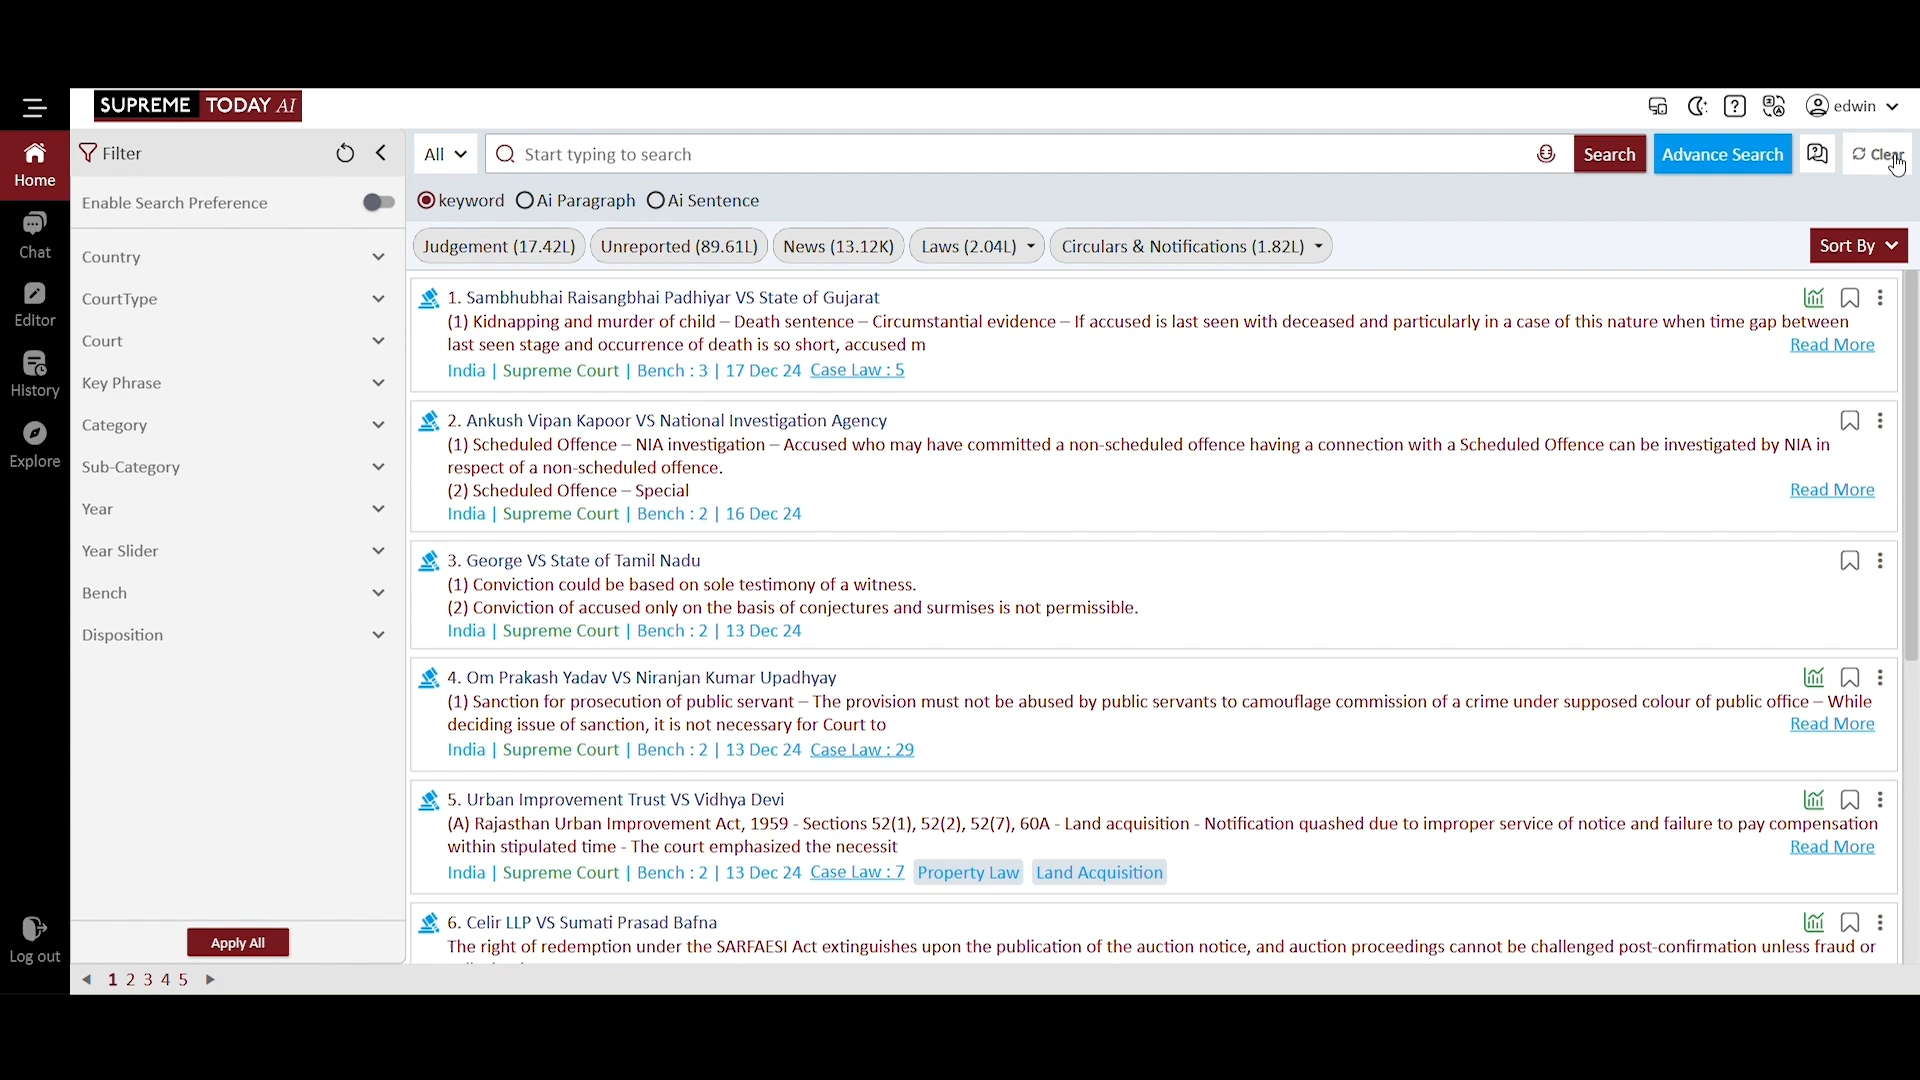 SUPREME TODAY AI
edwin
Home
Chat
Editor
History
Explore
Log out
Filter
Enable Search Preference
Country
CourtType
Court
Key Phrase
Category
Sub-Category
Year
Year Slider
Bench
Disposition
Apply All
1 2 3 4 5
All
Start typing to search
Search
Advance Search
Clear
keyword Ai Paragraph Ai Sentence
Judgement (17.42L) Unreported (89.61L) News (13.12K) Laws (2.04L) Circulars & Notifications (1.82L)
Sort By
1. Sambhubhai Raisangbhai Padhiyar VS State of Gujarat
(1) Kidnapping and murder of child – Death sentence – Circumstantial evidence – If accused is last seen with deceased and particularly in a case of this nature when time gap between
last seen stage and occurrence of death is so short, accused m Read More
India | Supreme Court | Bench : 3 | 17 Dec 24 Case Law : 5
2. Ankush Vipan Kapoor VS National Investigation Agency
(1) Scheduled Offence – NIA investigation – Accused who may have committed a non-scheduled offence having a connection with a Scheduled Offence can be investigated by NIA in
respect of a non-scheduled offence.
(2) Scheduled Offence – Special Read More
India | Supreme Court | Bench : 2 | 16 Dec 24
3. George VS State of Tamil Nadu
(1) Conviction could be based on sole testimony of a witness.
(2) Conviction of accused only on the basis of conjectures and surmises is not permissible.
India | Supreme Court | Bench : 2 | 13 Dec 24
4. Om Prakash Yadav VS Niranjan Kumar Upadhyay
(1) Sanction for prosecution of public servant – The provision must not be abused by public servants to camouflage commission of a crime under supposed colour of public office – While
deciding issue of sanction, it is not necessary for Court to Read More
India | Supreme Court | Bench : 2 | 13 Dec 24 Case Law : 29
5. Urban Improvement Trust VS Vidhya Devi
(A) Rajasthan Urban Improvement Act, 1959 - Sections 52(1), 52(2), 52(7), 60A - Land acquisition - Notification quashed due to improper service of notice and failure to pay compensation
within stipulated time - The court emphasized the necessit Read More
India | Supreme Court | Bench : 2 | 13 Dec 24 Case Law : 7 Property Law Land Acquisition
6. Celir LLP VS Sumati Prasad Bafna
The right of redemption under the SARFAESI Act extinguishes upon the publication of the auction notice, and auction proceedings cannot be challenged post-confirmation unless fraud or